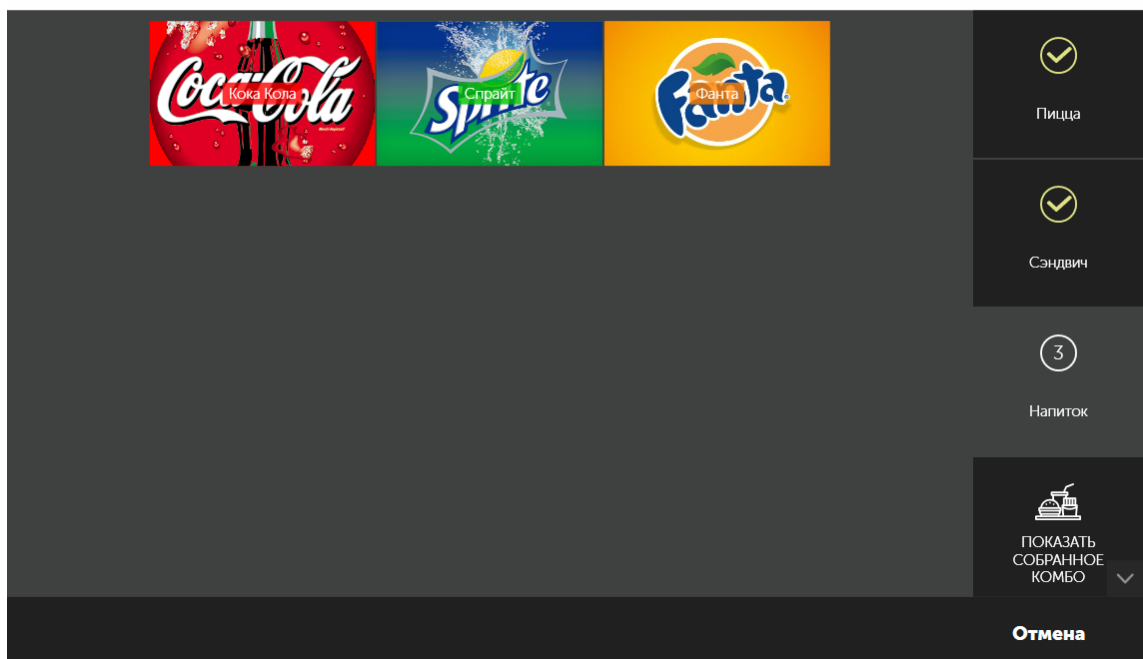 Coca-Cola
Кока Кола
Sprite
Спрайт
Fanta
Фанта
Пицца
Сэндвич
3
Напиток
ПОКАЗАТЬ
СОБРАННОЕ
КОМБО
Отмена